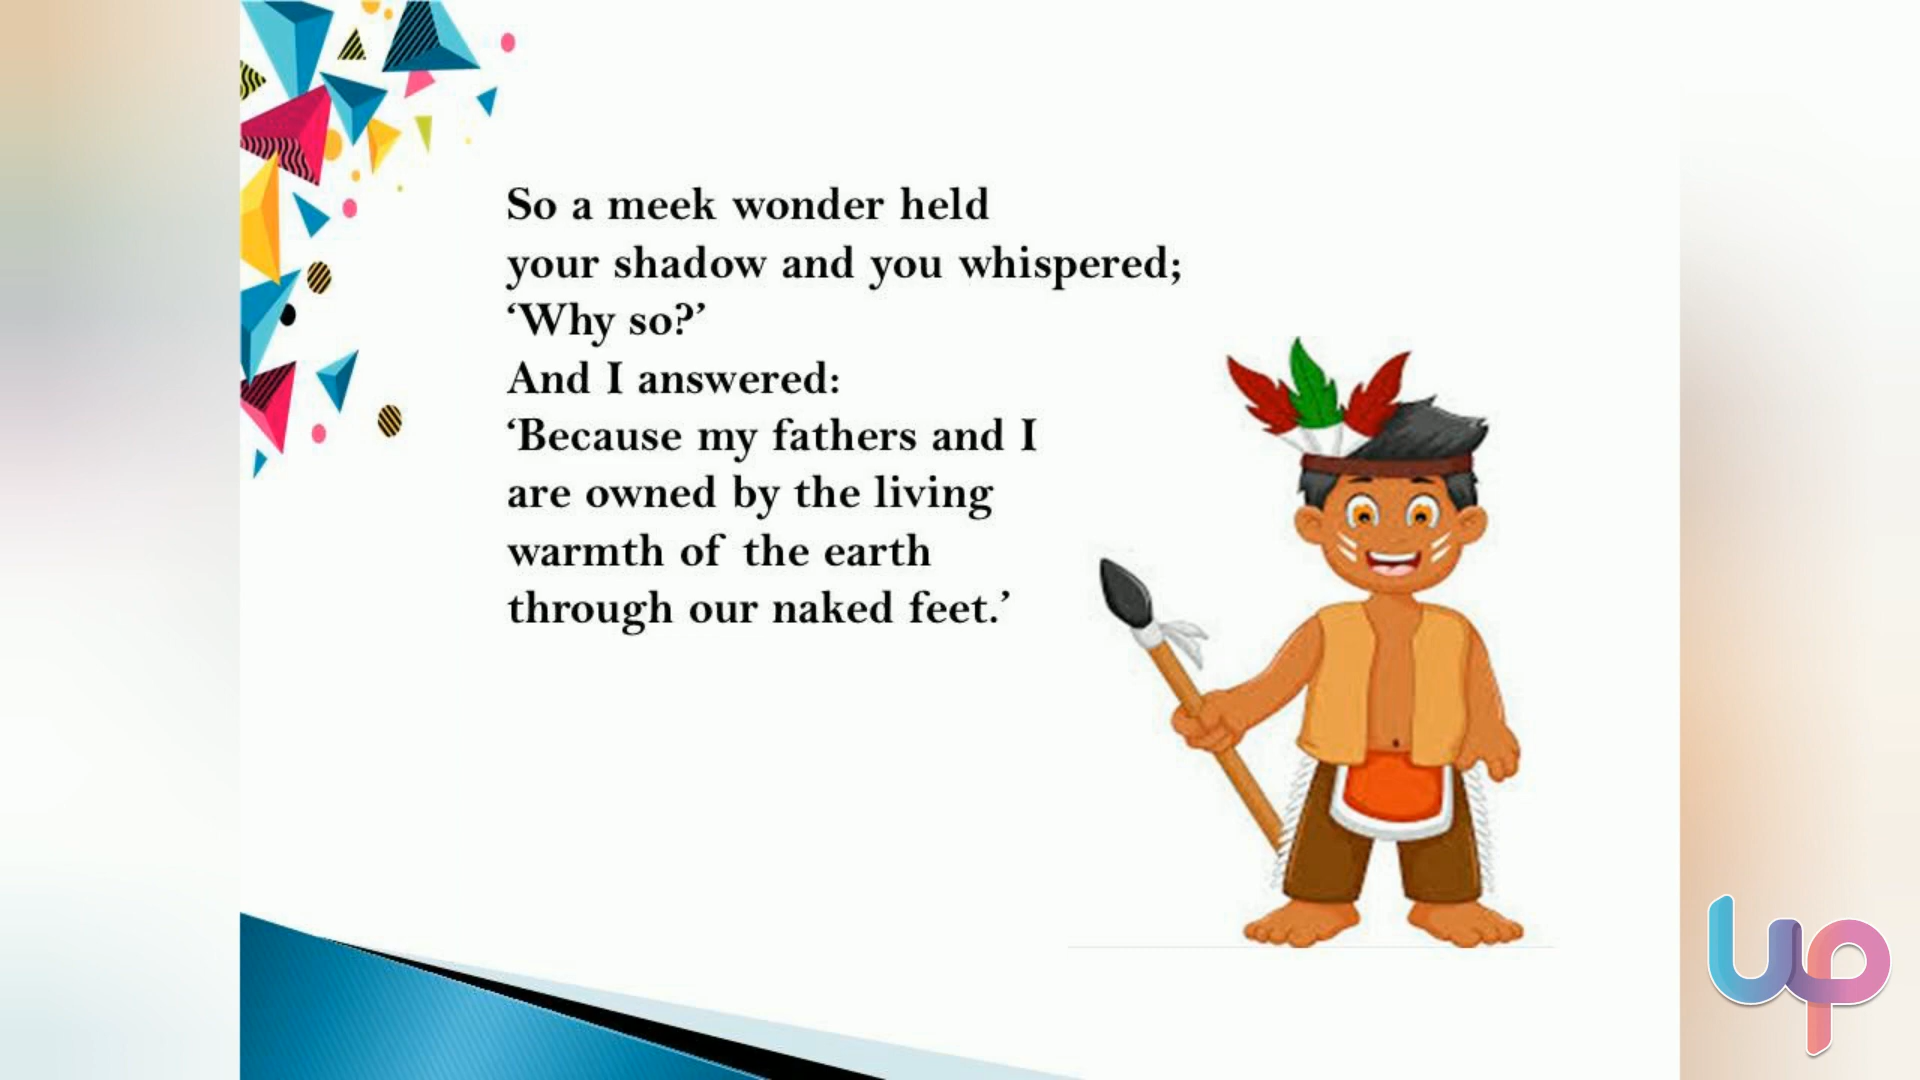 So a meek wonder held
your shadow and you whispered;
‘Why so?’
And I answered:
‘Because my fathers and I
are owned by the living
warmth of the earth
through our naked feet.’
up